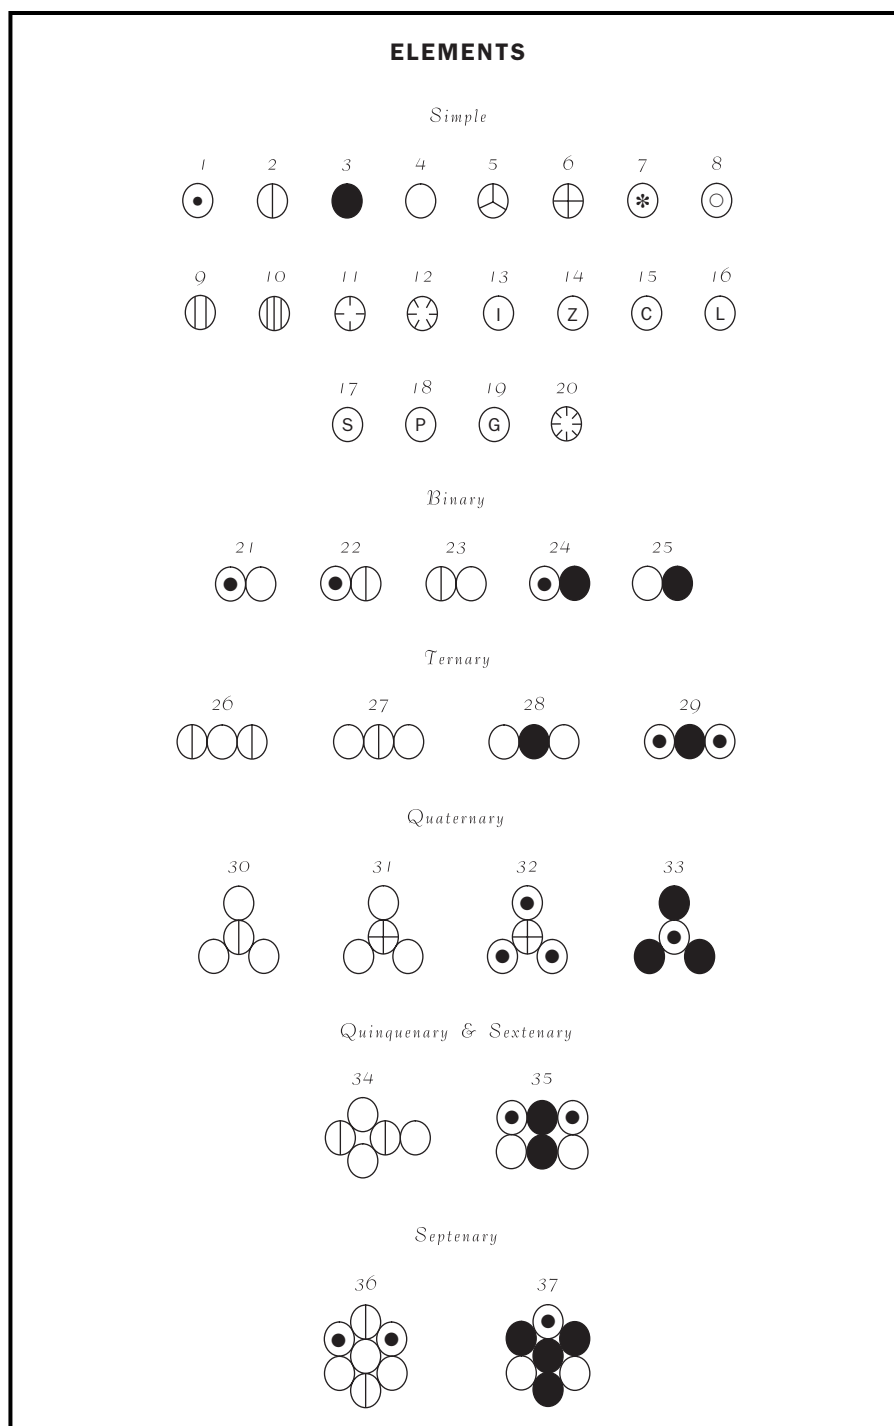 ELEMENTS
Simple
1 2 3 4 5 6 7 8
9 10 11 12 13 14 15 16
I Z C L
17 18 19 20
S P G
Binary
21 22 23 24 25
Ternary
26 27 28 29
Quaternary
30 31 32 33
Quinquenary & Sextenary
34 35
Septenary
36 37